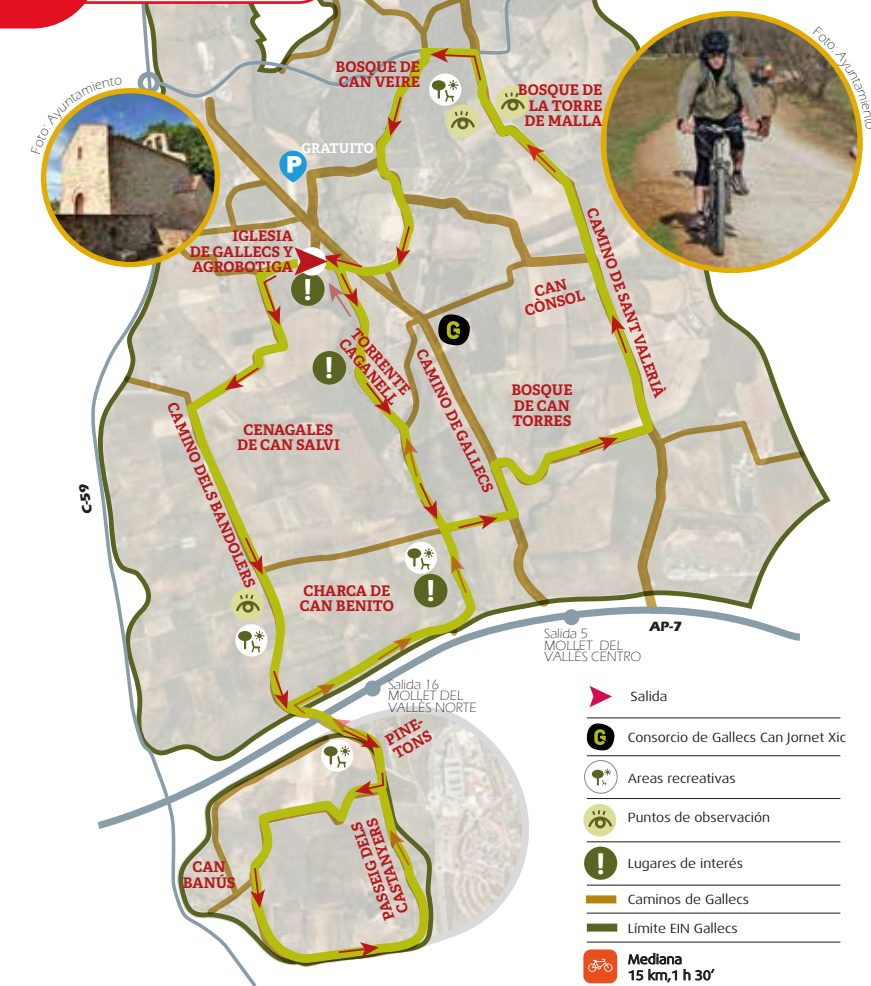 Foto: Ayuntamiento
Foto: Ayuntamiento
BOSQUE DE
CAN VEIRE
BOSQUE DE
LA TORRE
DE MALLA
P
GRATUITO
IGLESIA
DE GALLECS Y
AGROBOTIGA
!
CAMINO DE SANT VALERIÀ
CAN
CÒNSOL
G
!
TORRENTE
CAGANELL
CAMINO DE GALLECS
BOSQUE
DE CAN
TORRES
CAMINO DELS BANDOLERS
CENAGALES
DE CAN SALVI
C-59
CHARCA DE
CAN BENITO
!
AP-7
Salida 5
MOLLET DEL
VALLÈS CENTRO
Salida 16
MOLLET DEL
VALLÈS NORTE
PINE-
TONS
PASSEIG DELS
CASTANYERS
CAN
BANÚS
Salida
G Consorcio de Gallecs Can Jornet Xic
Areas recreativas
Puntos de observación
! Lugares de interés
Caminos de Gallecs
Límite EIN Gallecs
Mediana
15 km,1 h 30’